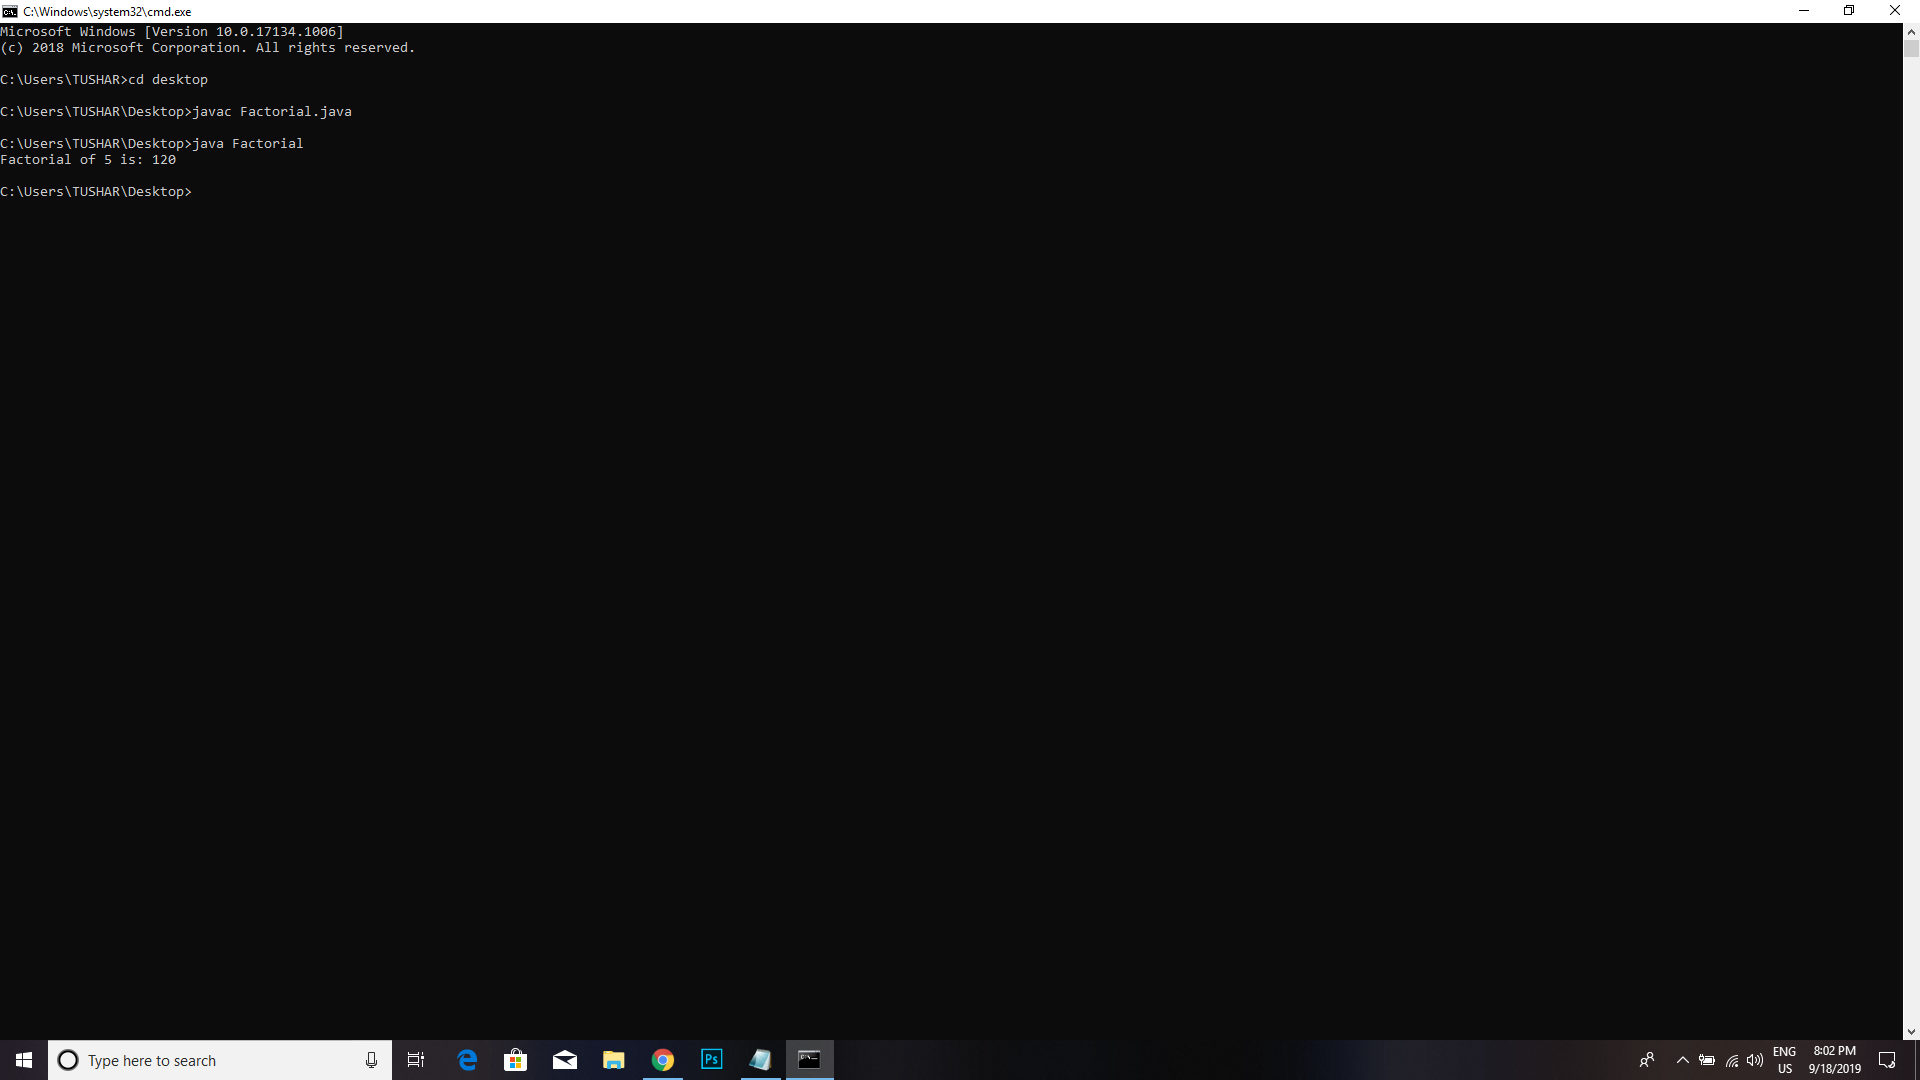 C:\Windows\system32\cmd.exe
Microsoft Windows [Version 10.0.17134.1006]
(c) 2018 Microsoft Corporation. All rights reserved.
C:\Users\TUSHAR>cd desktop
C:\Users\TUSHAR\Desktop>javac Factorial.java
C:\Users\TUSHAR\Desktop>java Factorial
Factorial of 5 is: 120
C:\Users\TUSHAR\Desktop>
Type here to search
Ps
ENG
US
8:02 PM
9/18/2019